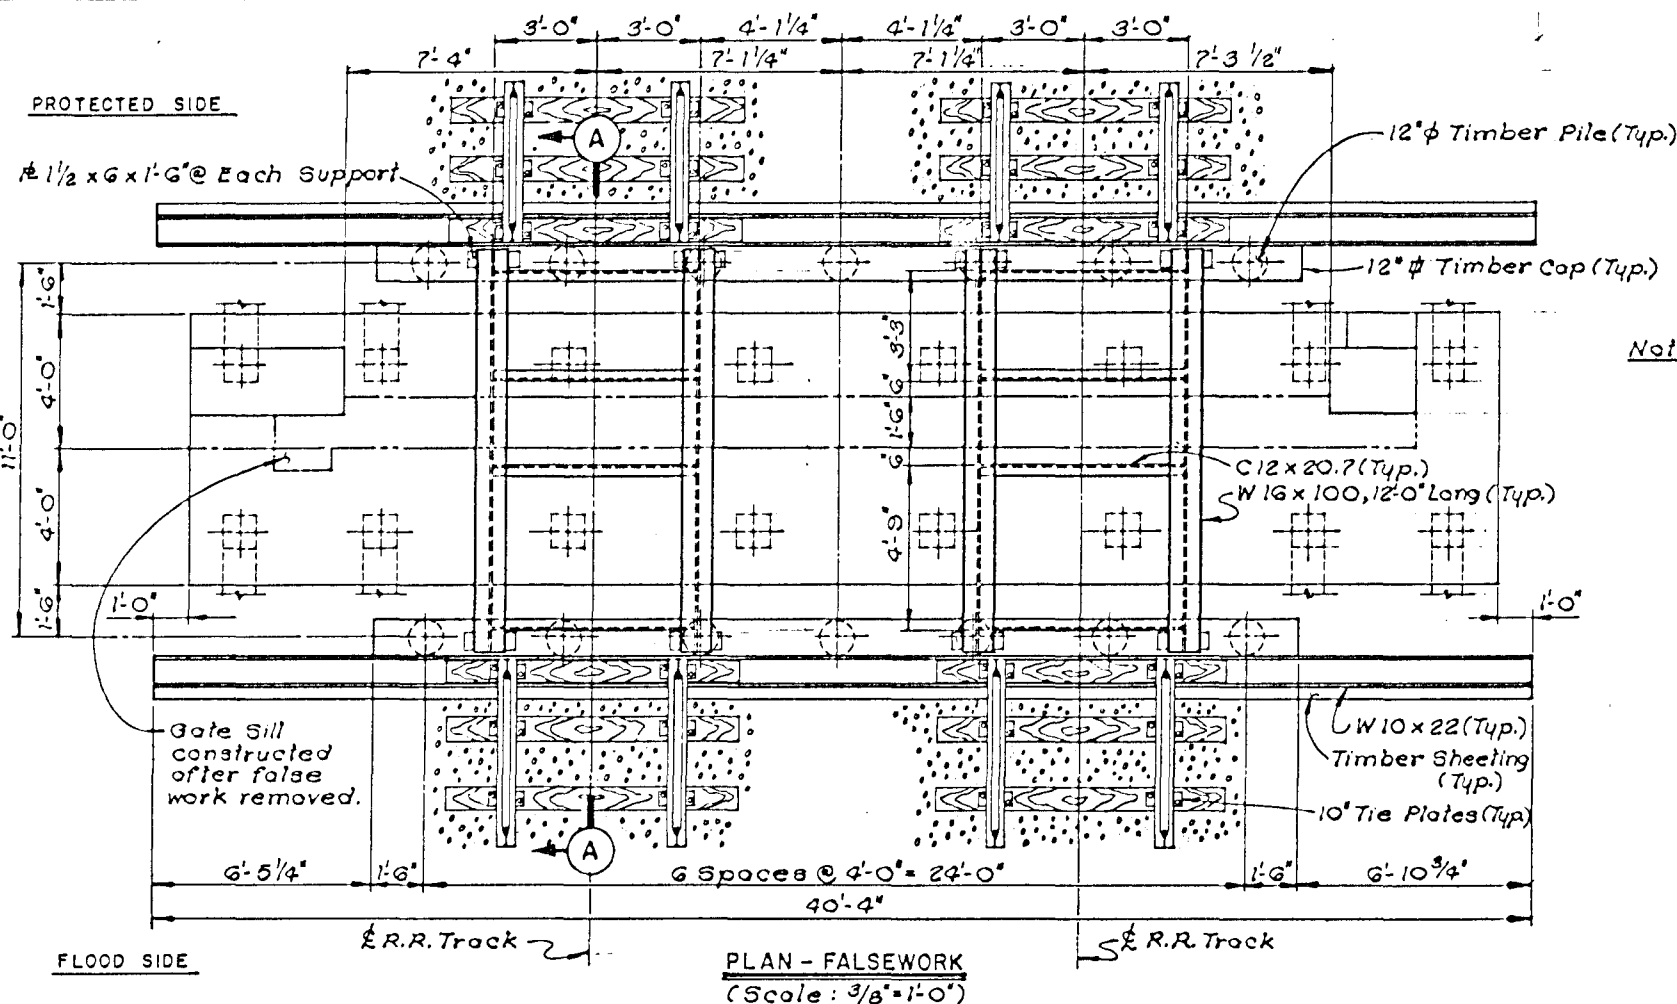 3'-0" 3'-0" 4'-1 1/4" 4'-1 1/4" 3'-0" 3'-0"
7'-4" 7'-1 1/4" 7'-1 1/4" 7'-3 1/2"
PROTECTED SIDE
A
12"ϕ Timber Pile (Typ.)
℄ 1 1/2 x 6 x 1'-6" @ Each Support
12"ϕ Timber Cap (Typ.)
1'-6"
4'-0"
11'-0"
4'-0"
1'-6"
3'-3"
6"
1'-6"
6"
4'-9"
Not
C 12 x 20.7 (Typ.)
W 16 x 100, 12'-0" Long (Typ.)
1'-0"
1'-0"
Gate Sill
constructed
after false
work removed.
W 10 x 22 (Typ.)
Timber Sheeting
(Typ.)
10" Tie Plates (Typ.)
A
6'-5 1/4" 1'-6" 6 Spaces @ 4'-0" = 24'-0" 1'-6" 6'-10 3/4"
40'-4"
℄ R.R. Track
℄ R.R. Track
FLOOD SIDE
PLAN - FALSEWORK
(Scale: 3/8" = 1'-0")